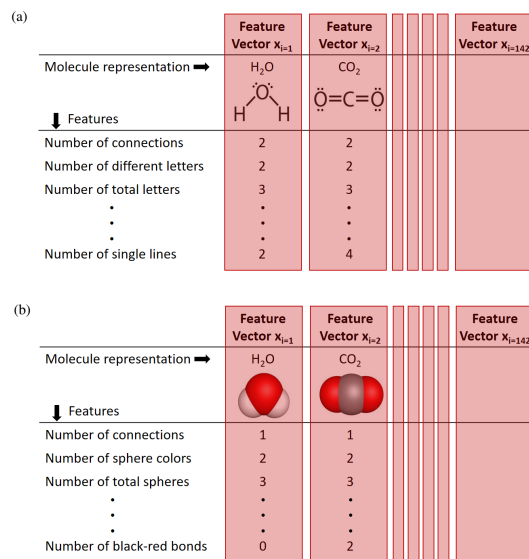 (a)
Feature Feature Feature
Vector x_i=1 Vector x_i=2 Vector x_i=142
Molecule representation ➡ H₂O CO₂
Ö O=C=O
H H
⬇ Features
Number of connections 2 2
Number of different letters 2 2
Number of total letters 3 3
Number of single lines 2 4
(b)
Feature Feature Feature
Vector x_i=1 Vector x_i=2 Vector x_i=142
Molecule representation ➡ H₂O CO₂
⬇ Features
Number of connections 1 1
Number of sphere colors 2 2
Number of total spheres 3 3
Number of black-red bonds 0 2